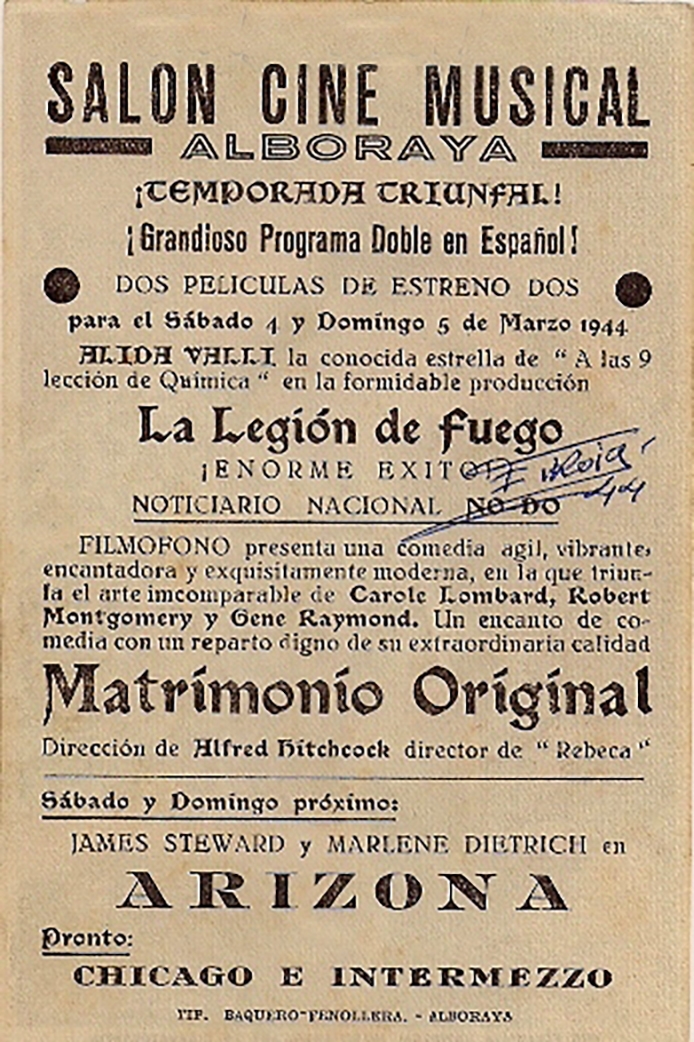 SALON CINE MUSICAL
ALBORAYA
¡TEMPORADA TRIUNFAL!
¡Grandioso Programa Doble en Español!
DOS PELICULAS DE ESTRENO DOS
para el Sábado 4 y Domingo 5 de Marzo 1944
ALIDA VALLI la conocida estrella de “ A las 9
lección de Química “ en la formidable producción
La Legión de Fuego
¡ENORME EXITO!
NOTICIARIO NACIONAL NO-DO
44
FILMOFONO presenta una comedia agil, vibrante,
encantadora y exquisitamente moderna, en la que triun-
fa el arte imcomparable de Carole Lombard, Robert
Montgomery y Gene Raymond. Un encanto de co-
media con un reparto digno de su extraordinaria calidad
Matrimonio Original
Dirección de Alfred Hitchcock director de “ Rebeca “
Sábado y Domingo próximo:
JAMES STEWARD y MARLENE DIETRICH en
ARIZONA
Pronto:
CHICAGO E INTERMEZZO
TIP. BAQUERO-FENOLLERA. - ALBORAYA